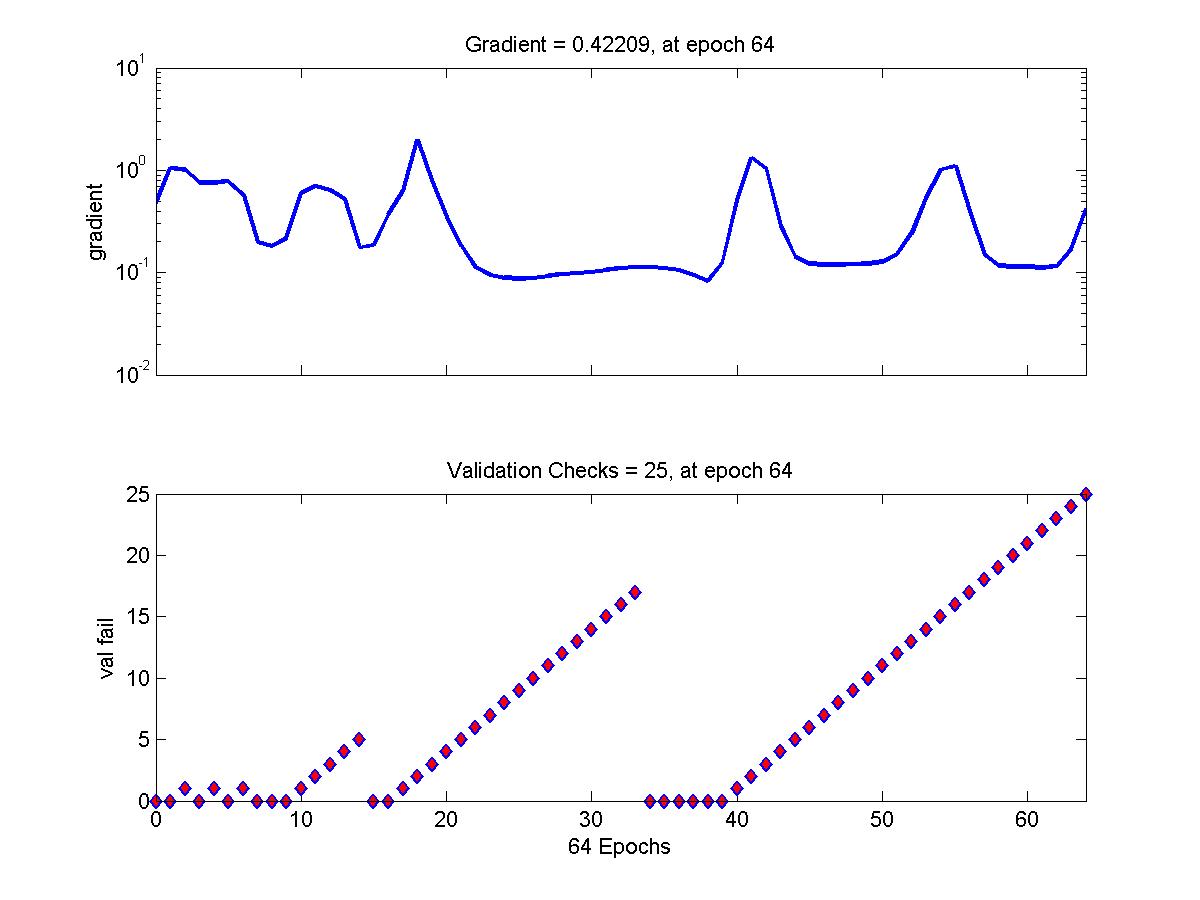 Gradient = 0.42209, at epoch 64
10^1
10^0
10^-1
10^-2
gradient
Validation Checks = 25, at epoch 64
25
20
15
10
5
0
val fail
0 10 20 30 40 50 60
64 Epochs